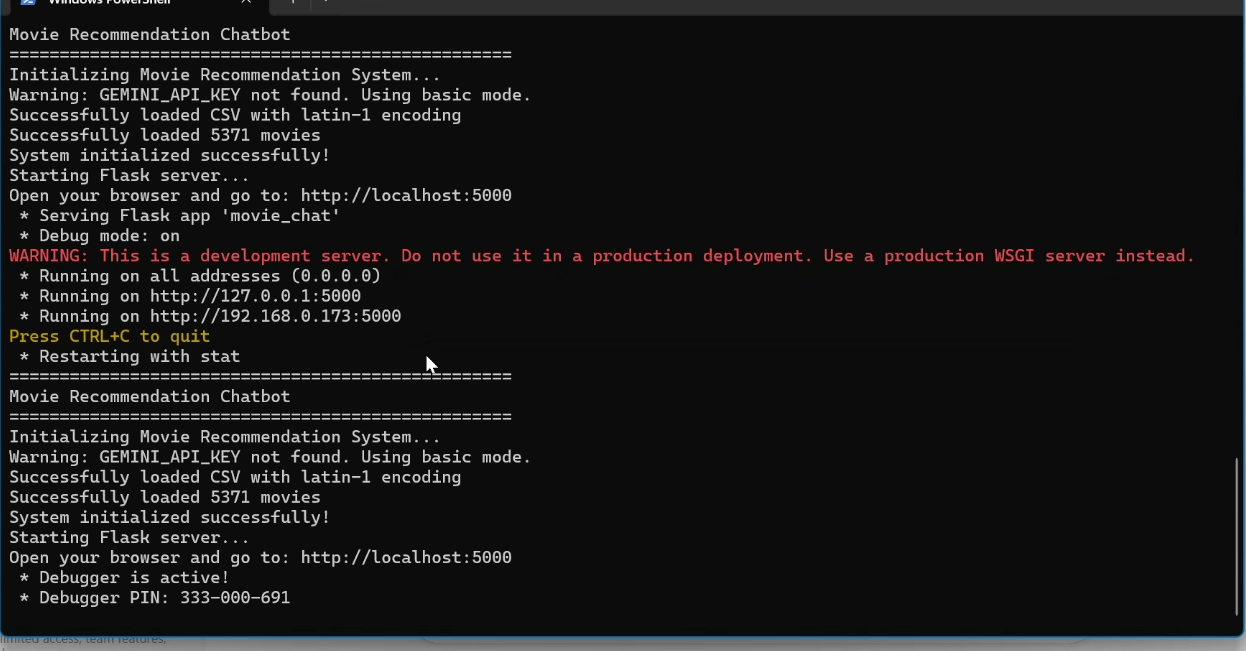 Windows PowerShell
Movie Recommendation Chatbot
==================================================
Initializing Movie Recommendation System...
Warning: GEMINI_API_KEY not found. Using basic mode.
Successfully loaded CSV with latin-1 encoding
Successfully loaded 5371 movies
System initialized successfully!
Starting Flask server...
Open your browser and go to: http://localhost:5000
 * Serving Flask app 'movie_chat'
 * Debug mode: on
WARNING: This is a development server. Do not use it in a production deployment. Use a production WSGI server instead.
 * Running on all addresses (0.0.0.0)
 * Running on http://127.0.0.1:5000
 * Running on http://192.168.0.173:5000
Press CTRL+C to quit
 * Restarting with stat
==================================================
Movie Recommendation Chatbot
==================================================
Initializing Movie Recommendation System...
Warning: GEMINI_API_KEY not found. Using basic mode.
Successfully loaded CSV with latin-1 encoding
Successfully loaded 5371 movies
System initialized successfully!
Starting Flask server...
Open your browser and go to: http://localhost:5000
 * Debugger is active!
 * Debugger PIN: 333-000-691
limited access, team features,